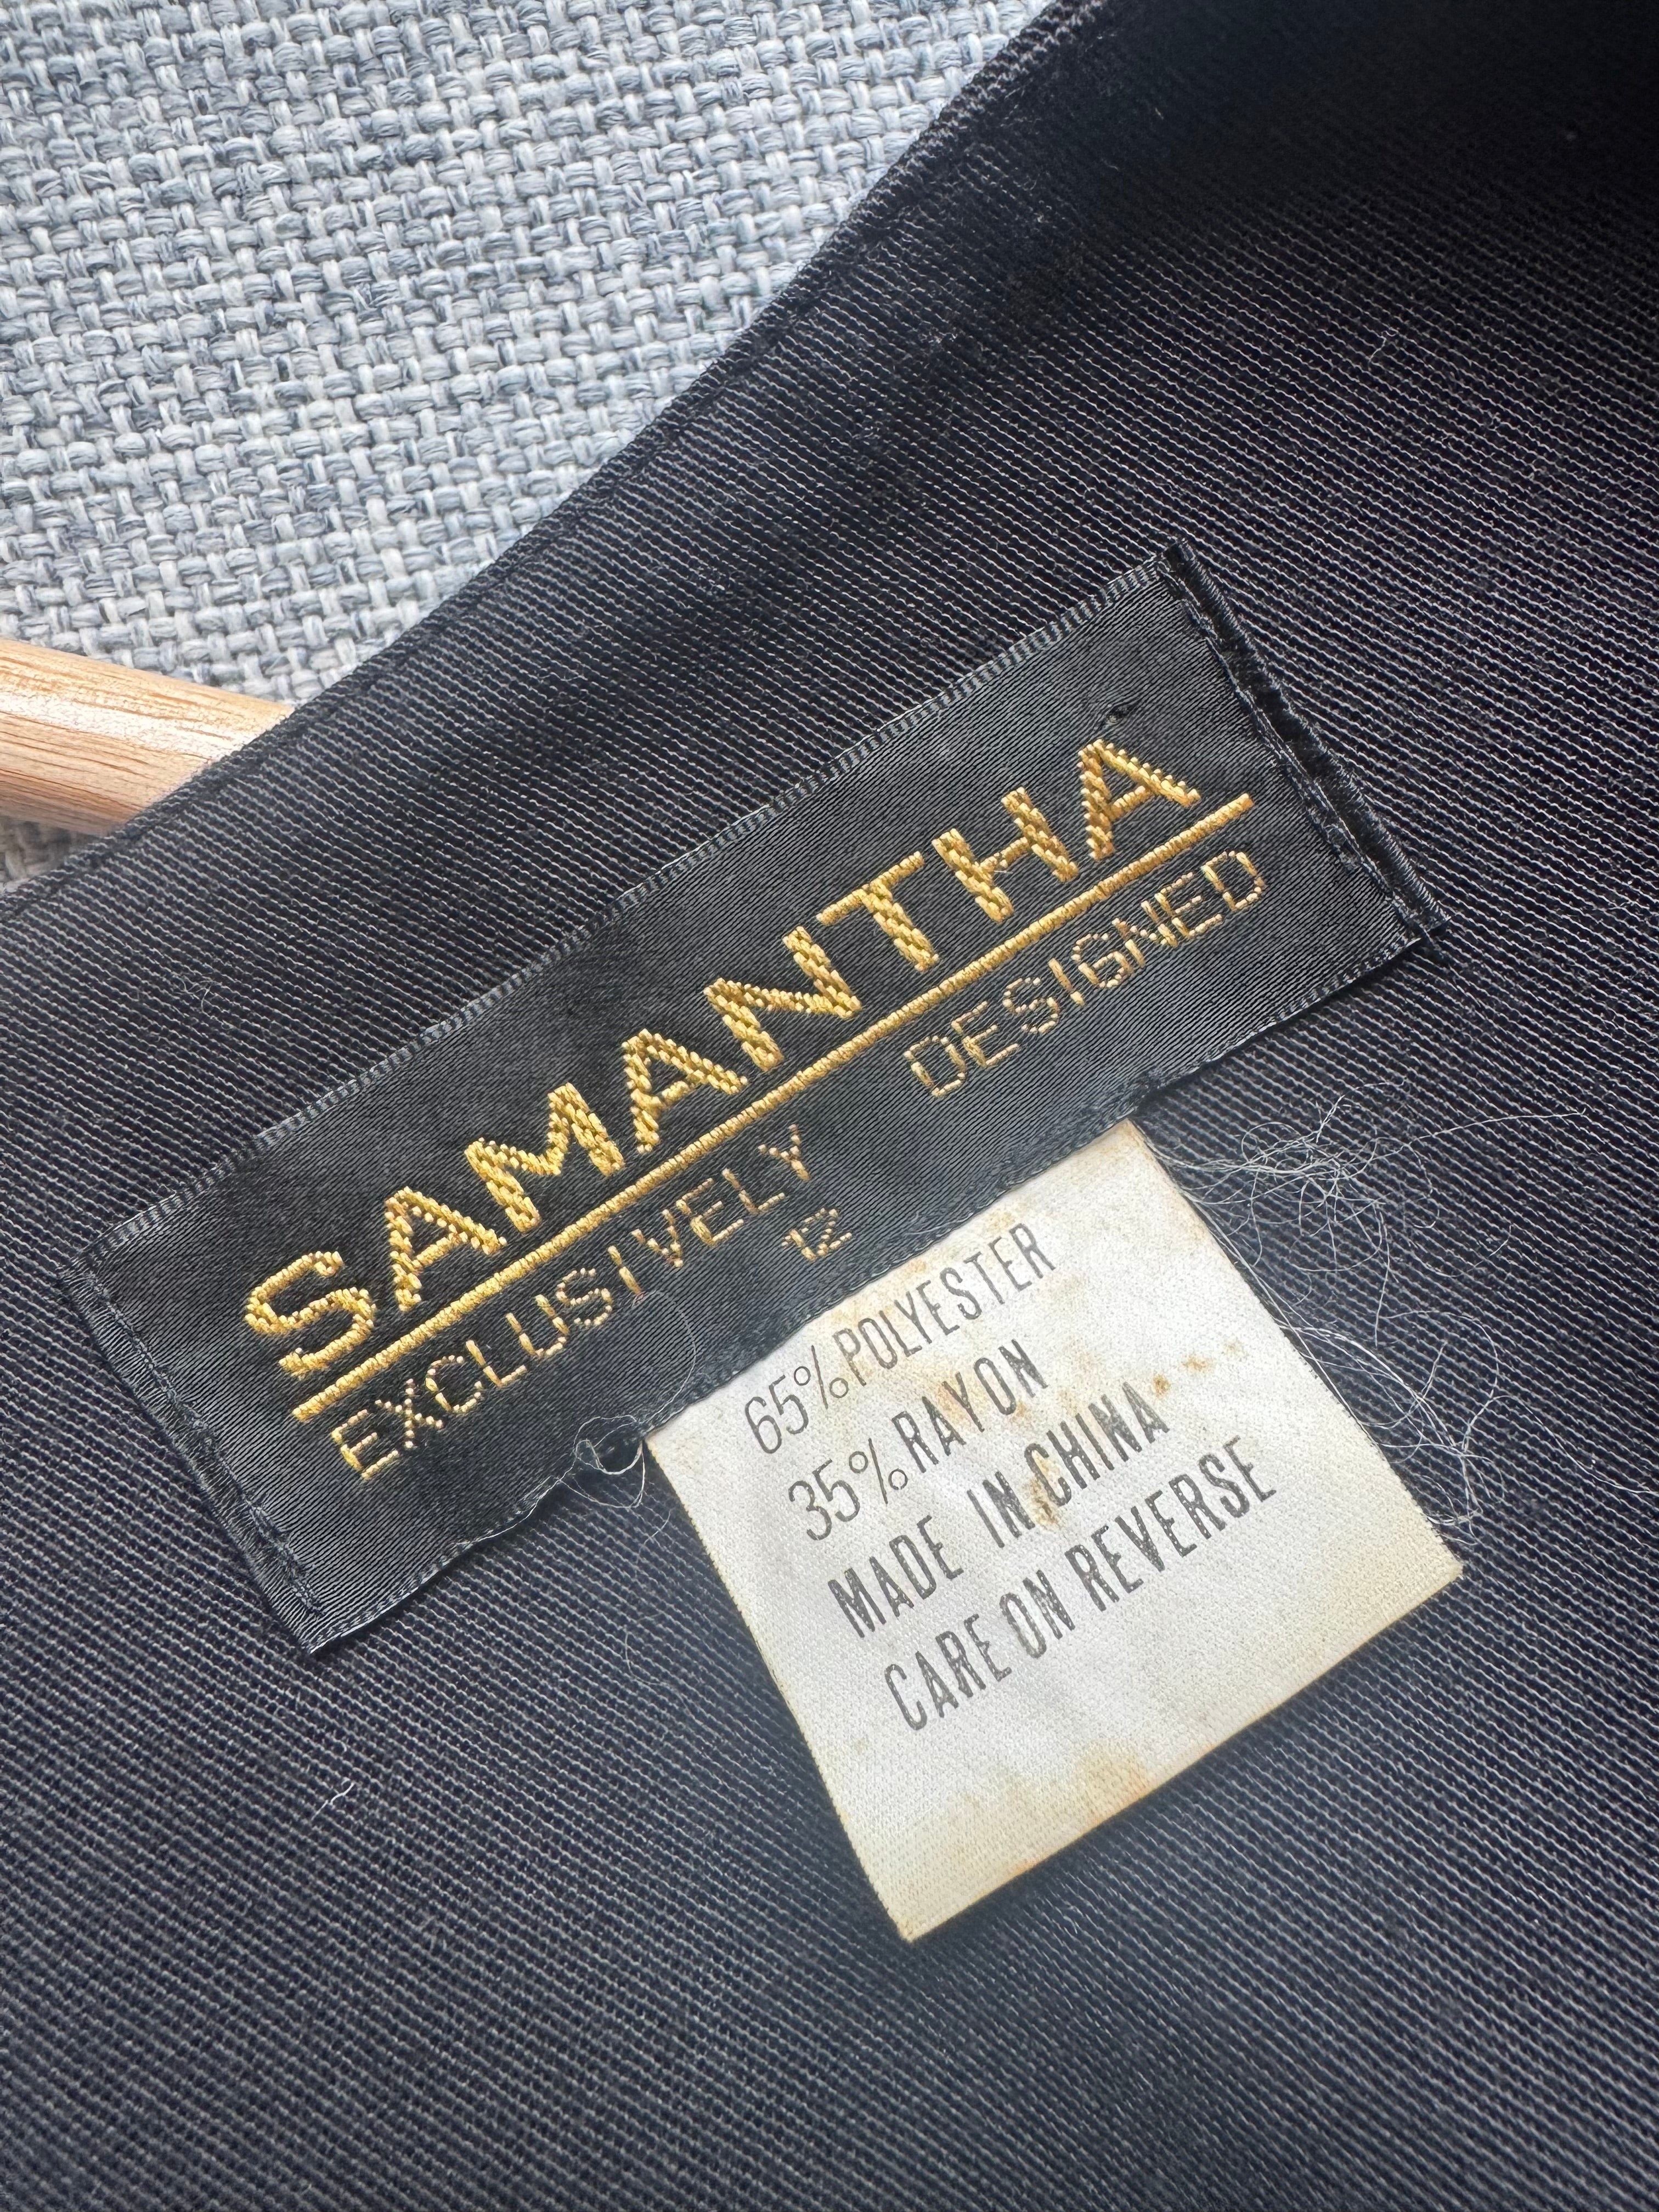 SAMANTHA
EXCLUSIVELY DESIGNED
12
65% POLYESTER
35% RAYON
MADE IN CHINA
CARE ON REVERSE